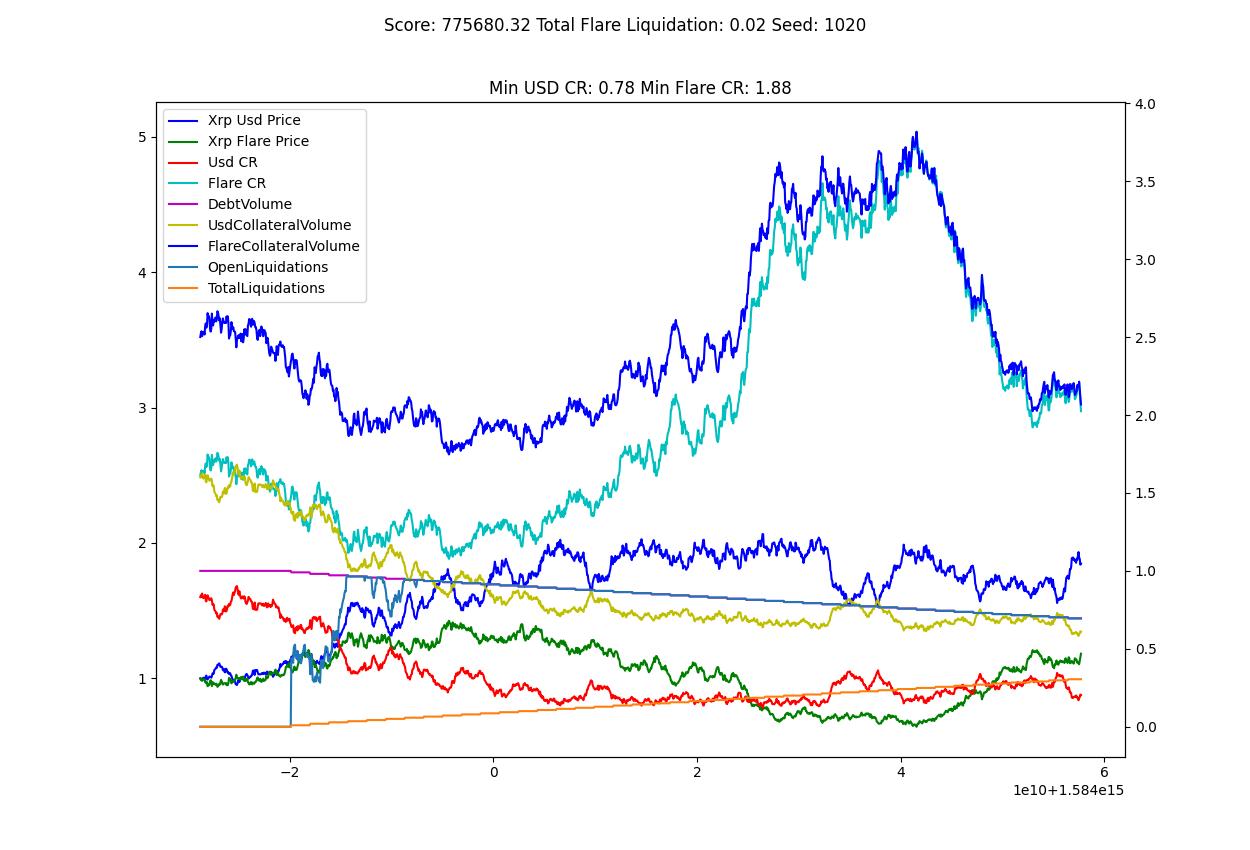 Score: 775680.32 Total Flare Liquidation: 0.02 Seed: 1020
Min USD CR: 0.78 Min Flare CR: 1.88
Xrp Usd Price
Xrp Flare Price
Usd CR
Flare CR
DebtVolume
UsdCollateralVolume
FlareCollateralVolume
OpenLiquidations
TotalLiquidations
5
4
3
2
1
4.0
3.5
3.0
2.5
2.0
1.5
1.0
0.5
0.0
−2 0 2 4 6
1e10+1.584e15